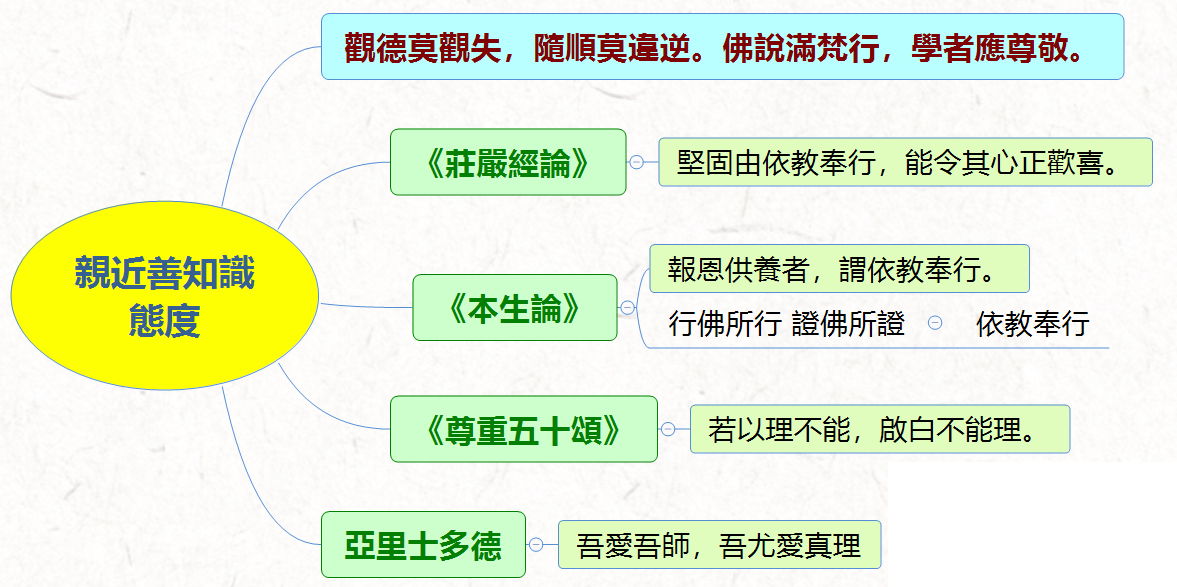 觀德莫觀失，隨順莫違逆。佛說滿梵行，學者應尊敬。
《莊嚴經論》
堅固由依教奉行，能令其心正歡喜。
親近善知識
態度
《本生論》
報恩供養者，謂依教奉行。
行佛所行 證佛所證
依教奉行
《尊重五十頌》
若以理不能，啟白不能理。
亞里士多德
吾愛吾師，吾尤愛真理